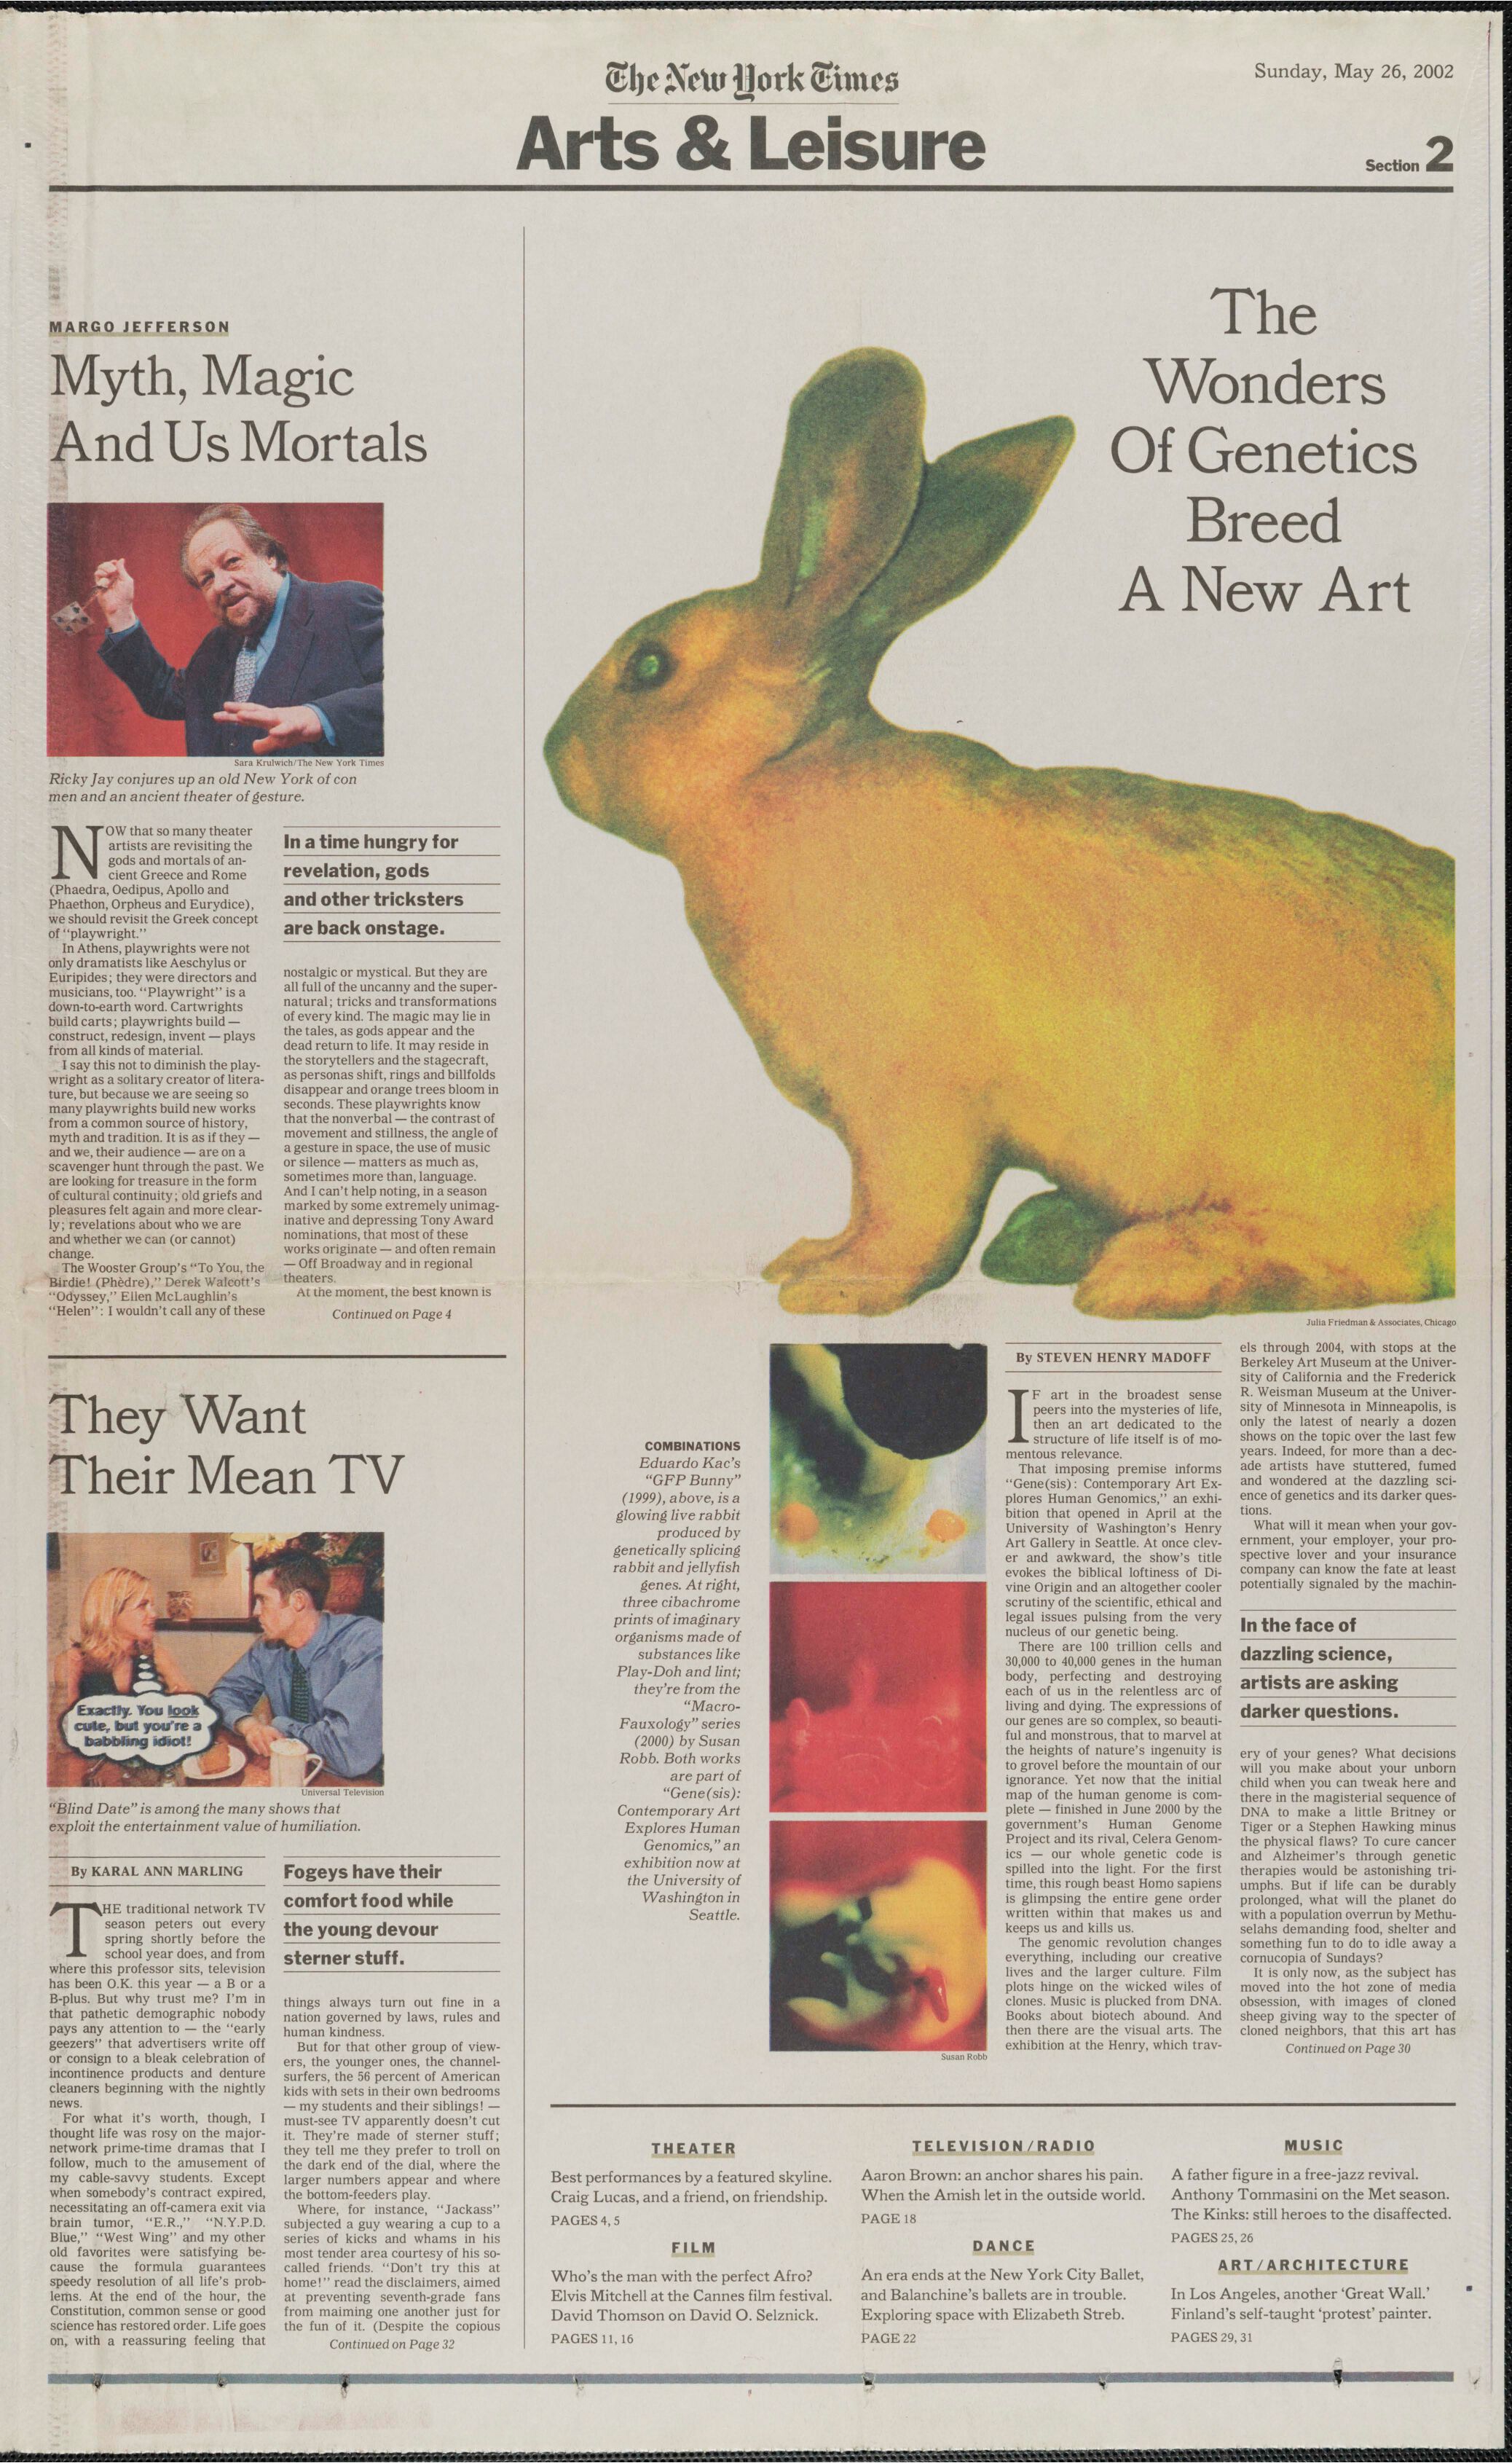 The New York Times
Sunday, May 26, 2002
Arts & Leisure
Section 2
MARGO JEFFERSON
Myth, Magic
And Us Mortals
Sara Krulwich/The New York Times
Ricky Jay conjures up an old New York of con
men and an ancient theater of gesture.
NOW that so many theater
artists are revisiting the
gods and mortals of an-
cient Greece and Rome
(Phaedra, Oedipus, Apollo and
Phaethon, Orpheus and Eurydice),
we should revisit the Greek concept
of "playwright."
In Athens, playwrights were not
only dramatists like Aeschylus or
Euripides; they were directors and
musicians, too. "Playwright" is a
down-to-earth word. Cartwrights
build carts; playwrights build —
construct, redesign, invent — plays
from all kinds of material.
I say this not to diminish the play-
wright as a solitary creator of litera-
ture, but because we are seeing so
many playwrights build new works
from a common source of history,
myth and tradition. It is as if they —
and we, their audience — are on a
scavenger hunt through the past. We
are looking for treasure in the form
of cultural continuity; old griefs and
pleasures felt again and more clear-
ly; revelations about who we are
and whether we can (or cannot)
change.
The Wooster Group's "To You, the
Birdie! (Phèdre)," Derek Walcott's
"Odyssey," Ellen McLaughlin's
"Helen": I wouldn't call any of these
In a time hungry for
revelation, gods
and other tricksters
are back onstage.
nostalgic or mystical. But they are
all full of the uncanny and the super-
natural; tricks and transformations
of every kind. The magic may lie in
the tales, as gods appear and the
dead return to life. It may reside in
the storytellers and the stagecraft,
as personas shift, rings and billfolds
disappear and orange trees bloom in
seconds. These playwrights know
that the nonverbal — the contrast of
movement and stillness, the angle of
a gesture in space, the use of music
or silence — matters as much as,
sometimes more than, language.
And I can't help noting, in a season
marked by some extremely unimag-
inative and depressing Tony Award
nominations, that most of these
works originate — and often remain
— Off Broadway and in regional
theaters.
At the moment, the best known is
Continued on Page 4
They Want
Their Mean TV
Exactly. You look
cute, but you're a
babbling idiot!
Universal Television
"Blind Date" is among the many shows that
exploit the entertainment value of humiliation.
By KARAL ANN MARLING
THE traditional network TV
season peters out every
spring shortly before the
school year does, and from
where this professor sits, television
has been O.K. this year — a B or a
B-plus. But why trust me? I'm in
that pathetic demographic nobody
pays any attention to — the "early
geezers" that advertisers write off
or consign to a bleak celebration of
incontinence products and denture
cleaners beginning with the nightly
news.
For what it's worth, though, I
thought life was rosy on the major-
network prime-time dramas that I
follow, much to the amusement of
my cable-savvy students. Except
when somebody's contract expired,
necessitating an off-camera exit via
brain tumor, "E.R.," "N.Y.P.D.
Blue," "West Wing" and my other
old favorites were satisfying be-
cause the formula guarantees
speedy resolution of all life's prob-
lems. At the end of the hour, the
Constitution, common sense or good
science has restored order. Life goes
on, with a reassuring feeling that
Fogeys have their
comfort food while
the young devour
sterner stuff.
things always turn out fine in a
nation governed by laws, rules and
human kindness.
But for that other group of view-
ers, the younger ones, the channel-
surfers, the 56 percent of American
kids with sets in their own bedrooms
— my students and their siblings! —
must-see TV apparently doesn't cut
it. They're made of sterner stuff;
they tell me they prefer to troll on
the dark end of the dial, where the
larger numbers appear and where
the bottom-feeders play.
Where, for instance, "Jackass"
subjected a guy wearing a cup to a
series of kicks and whams in his
most tender area courtesy of his so-
called friends. "Don't try this at
home!" read the disclaimers, aimed
at preventing seventh-grade fans
from maiming one another just for
the fun of it. (Despite the copious
Continued on Page 32
The
Wonders
Of Genetics
Breed
A New Art
Julia Friedman & Associates, Chicago
COMBINATIONS
Eduardo Kac's
"GFP Bunny"
(1999), above, is a
glowing live rabbit
produced by
genetically splicing
rabbit and jellyfish
genes. At right,
three cibachrome
prints of imaginary
organisms made of
substances like
Play-Doh and lint;
they're from the
"Macro-
Fauxology" series
(2000) by Susan
Robb. Both works
are part of
"Gene(sis):
Contemporary Art
Explores Human
Genomics," an
exhibition now at
the University of
Washington in
Seattle.
Susan Robb
By STEVEN HENRY MADOFF
IF art in the broadest sense
peers into the mysteries of life,
then an art dedicated to the
structure of life itself is of mo-
mentous relevance.
That imposing premise informs
"Gene(sis): Contemporary Art Ex-
plores Human Genomics," an exhi-
bition that opened in April at the
University of Washington's Henry
Art Gallery in Seattle. At once clev-
er and awkward, the show's title
evokes the biblical loftiness of Di-
vine Origin and an altogether cooler
scrutiny of the scientific, ethical and
legal issues pulsing from the very
nucleus of our genetic being.
There are 100 trillion cells and
30,000 to 40,000 genes in the human
body, perfecting and destroying
each of us in the relentless arc of
living and dying. The expressions of
our genes are so complex, so beauti-
ful and monstrous, that to marvel at
the heights of nature's ingenuity is
to grovel before the mountain of our
ignorance. Yet now that the initial
map of the human genome is com-
plete — finished in June 2000 by the
government's Human Genome
Project and its rival, Celera Genom-
ics — our whole genetic code is
spilled into the light. For the first
time, this rough beast Homo sapiens
is glimpsing the entire gene order
written within that makes us and
keeps us and kills us.
The genomic revolution changes
everything, including our creative
lives and the larger culture. Film
plots hinge on the wicked wiles of
clones. Music is plucked from DNA.
Books about biotech abound. And
then there are the visual arts. The
exhibition at the Henry, which trav-
els through 2004, with stops at the
Berkeley Art Museum at the Univer-
sity of California and the Frederick
R. Weisman Museum at the Univer-
sity of Minnesota in Minneapolis, is
only the latest of nearly a dozen
shows on the topic over the last few
years. Indeed, for more than a dec-
ade artists have stuttered, fumed
and wondered at the dazzling sci-
ence of genetics and its darker ques-
tions.
What will it mean when your gov-
ernment, your employer, your pro-
spective lover and your insurance
company can know the fate at least
potentially signaled by the machin-
In the face of
dazzling science,
artists are asking
darker questions.
ery of your genes? What decisions
will you make about your unborn
child when you can tweak here and
there in the magisterial sequence of
DNA to make a little Britney or
Tiger or a Stephen Hawking minus
the physical flaws? To cure cancer
and Alzheimer's through genetic
therapies would be astonishing tri-
umphs. But if life can be durably
prolonged, what will the planet do
with a population overrun by Methu-
selahs demanding food, shelter and
something fun to do to idle away a
cornucopia of Sundays?
It is only now, as the subject has
moved into the hot zone of media
obsession, with images of cloned
sheep giving way to the specter of
cloned neighbors, that this art has
Continued on Page 30
THEATER
Best performances by a featured skyline.
Craig Lucas, and a friend, on friendship.
PAGES 4, 5
FILM
Who's the man with the perfect Afro?
Elvis Mitchell at the Cannes film festival.
David Thomson on David O. Selznick.
PAGES 11, 16
TELEVISION/RADIO
Aaron Brown: an anchor shares his pain.
When the Amish let in the outside world.
PAGE 18
DANCE
An era ends at the New York City Ballet,
and Balanchine's ballets are in trouble.
Exploring space with Elizabeth Streb.
PAGE 22
MUSIC
A father figure in a free-jazz revival.
Anthony Tommasini on the Met season.
The Kinks: still heroes to the disaffected.
PAGES 25, 26
ART/ARCHITECTURE
In Los Angeles, another 'Great Wall.'
Finland's self-taught 'protest' painter.
PAGES 29, 31